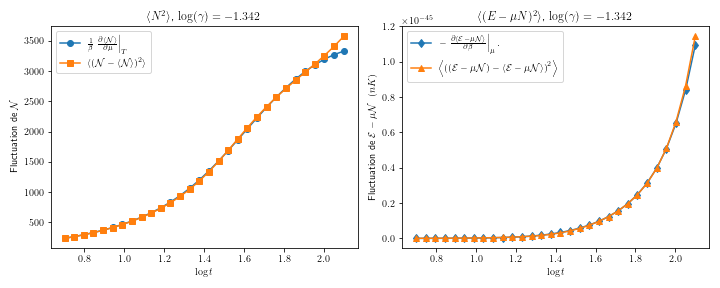 ⟨N²⟩, log(γ) = −1.342
1/β ∂⟨N⟩/∂μ|_T
⟨(N − ⟨N⟩)²⟩
Fluctuation de N
3500
3000
2500
2000
1500
1000
500
0.8 1.0 1.2 1.4 1.6 1.8 2.0
log t
⟨(E − μN)²⟩, log(γ) = −1.342
×10⁻⁴⁵
− ∂⟨ℰ−μN⟩/∂β|_μ .
⟨((ℰ − μN) − ⟨ℰ − μN⟩)²⟩
Fluctuation de ℰ − μN (nK)
1.2
1.0
0.8
0.6
0.4
0.2
0.0
0.8 1.0 1.2 1.4 1.6 1.8 2.0
log t